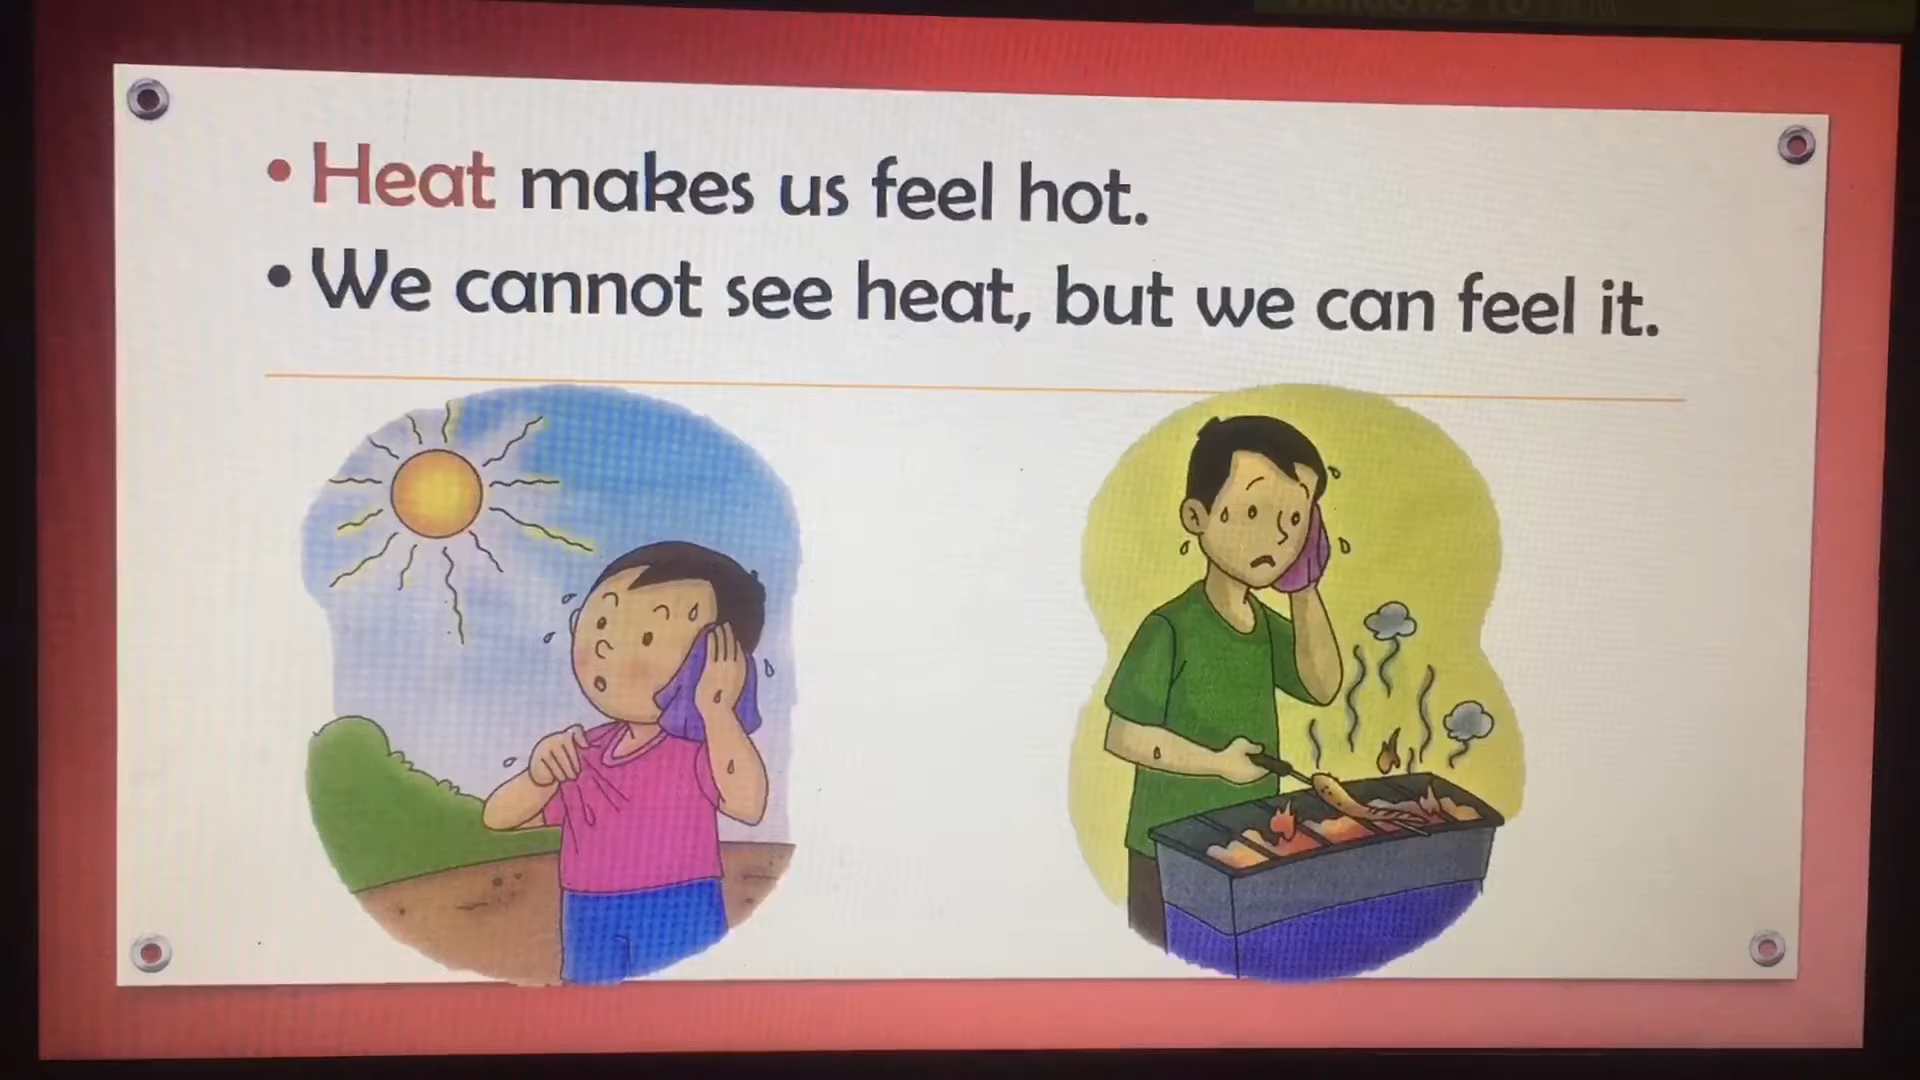 • Heat makes us feel hot.
• We cannot see heat, but we can feel it.